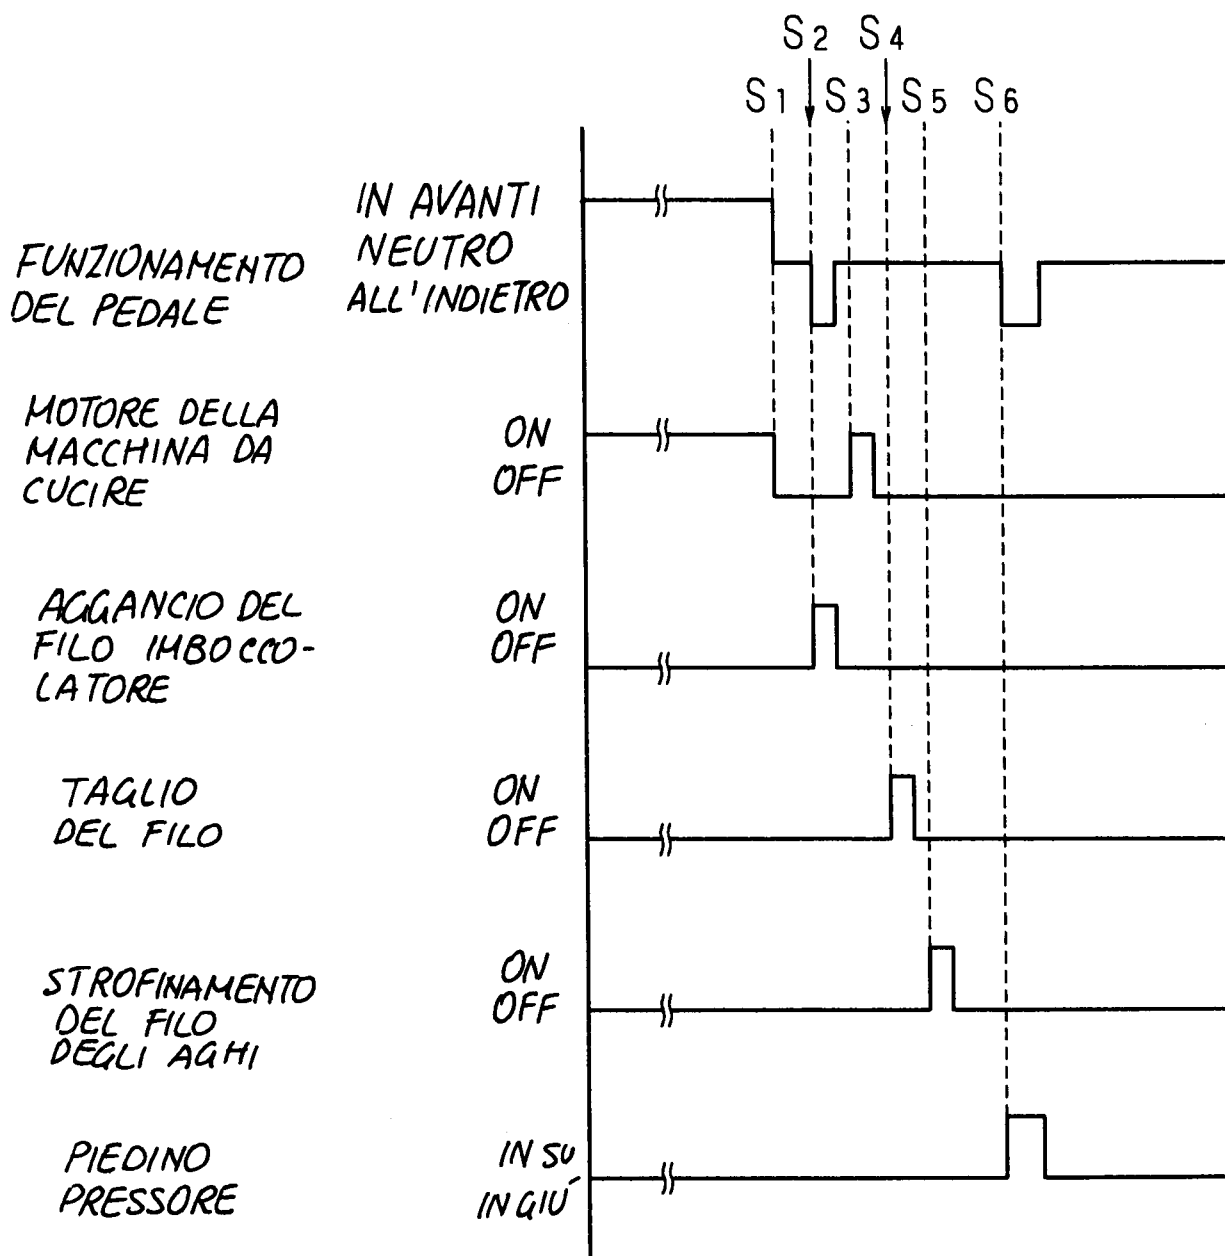 S2 S4
S1 S3 S5 S6
IN AVANTI
NEUTRO
ALL'INDIETRO
FUNZIONAMENTO
DEL PEDALE
MOTORE DELLA
MACCHINA DA
CUCIRE
ON
OFF
AGGANCIO DEL
FILO IMBOCCO-
LATORE
ON
OFF
TAGLIO
DEL FILO
ON
OFF
STROFINAMENTO
DEL FILO
DEGLI AGHI
ON
OFF
PIEDINO
PRESSORE
IN SU
IN GIÚ